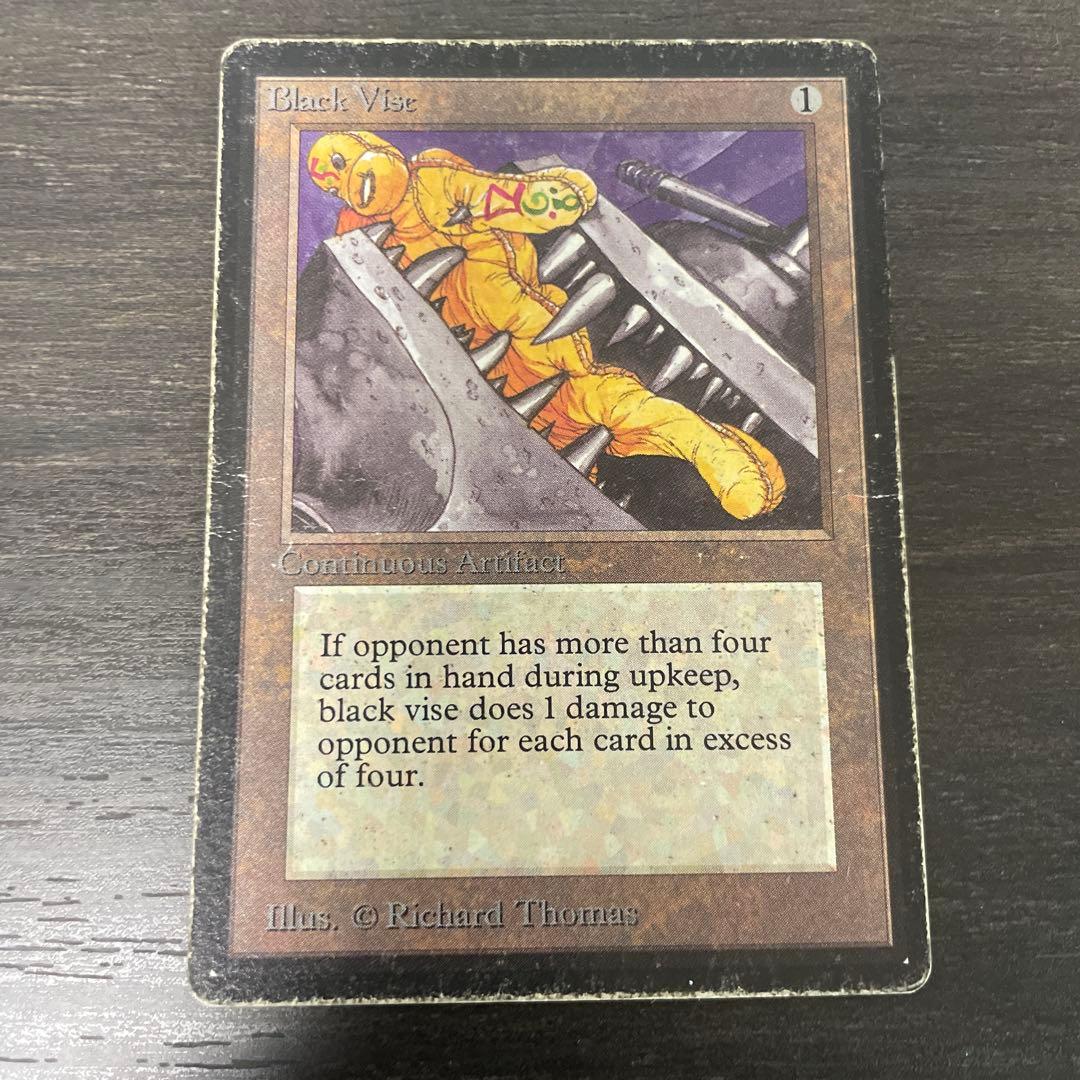 Black Vise
1
Continuous Artifact
If opponent has more than four
cards in hand during upkeep,
black vise does 1 damage to
opponent for each card in excess
of four.
Illus. © Richard Thomas